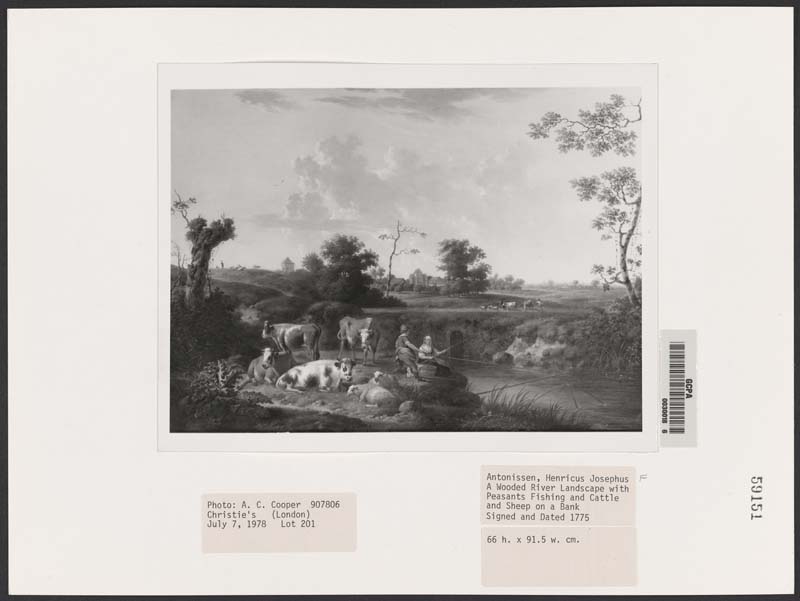 GCPA
0030018 6
Antonissen, Henricus Josephus F
A Wooded River Landscape with
Peasants Fishing and Cattle
and Sheep on a Bank
Signed and Dated 1775
66 h. x 91.5 w. cm.
Photo: A. C. Cooper 907806
Christie's (London)
July 7, 1978 Lot 201
59151